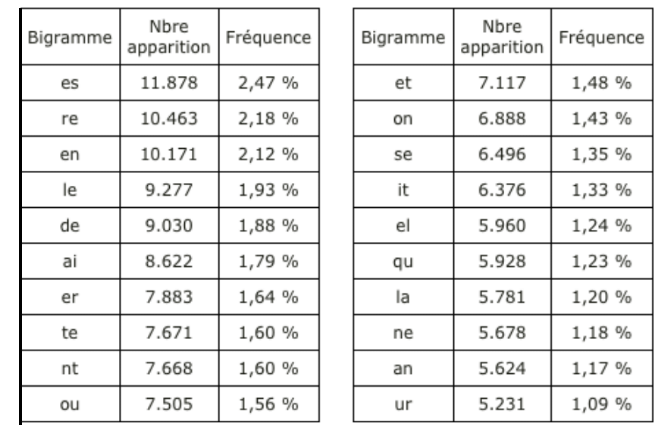 Bigramme Nbre apparition Fréquence
es 11.878 2,47 %
re 10.463 2,18 %
en 10.171 2,12 %
le 9.277 1,93 %
de 9.030 1,88 %
ai 8.622 1,79 %
er 7.883 1,64 %
te 7.671 1,60 %
nt 7.668 1,60 %
ou 7.505 1,56 %
Bigramme Nbre apparition Fréquence
et 7.117 1,48 %
on 6.888 1,43 %
se 6.496 1,35 %
it 6.376 1,33 %
el 5.960 1,24 %
qu 5.928 1,23 %
la 5.781 1,20 %
ne 5.678 1,18 %
an 5.624 1,17 %
ur 5.231 1,09 %